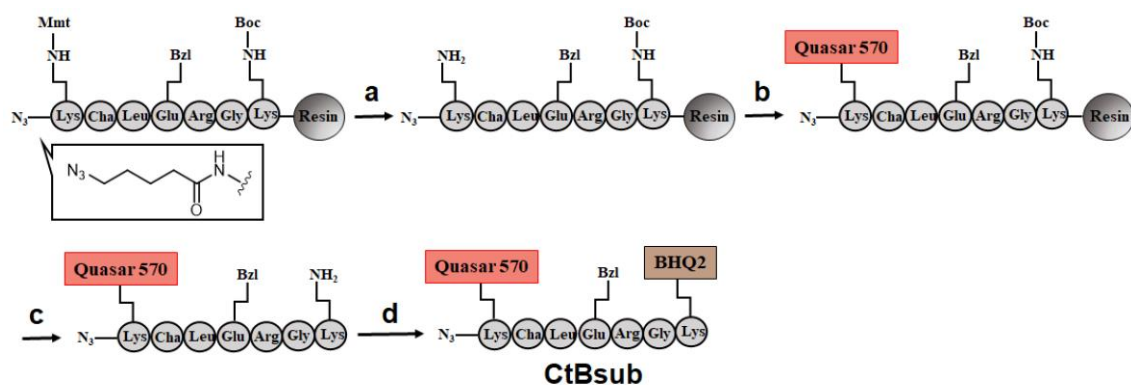 Mmt
NH
Bzl
Boc
NH
N3
Lys Cha Leu Glu Arg Gly Lys Resin
a
NH2
Bzl
Boc
NH
N3
Lys Cha Leu Glu Arg Gly Lys Resin
b
Quasar 570
Bzl
Boc
NH
N3
Lys Cha Leu Glu Arg Gly Lys Resin
N3
O
H
N
c
Quasar 570
Bzl
NH2
N3
Lys Cha Leu Glu Arg Gly Lys
d
Quasar 570
Bzl
BHQ2
N3
Lys Cha Leu Glu Arg Gly Lys
CtBsub